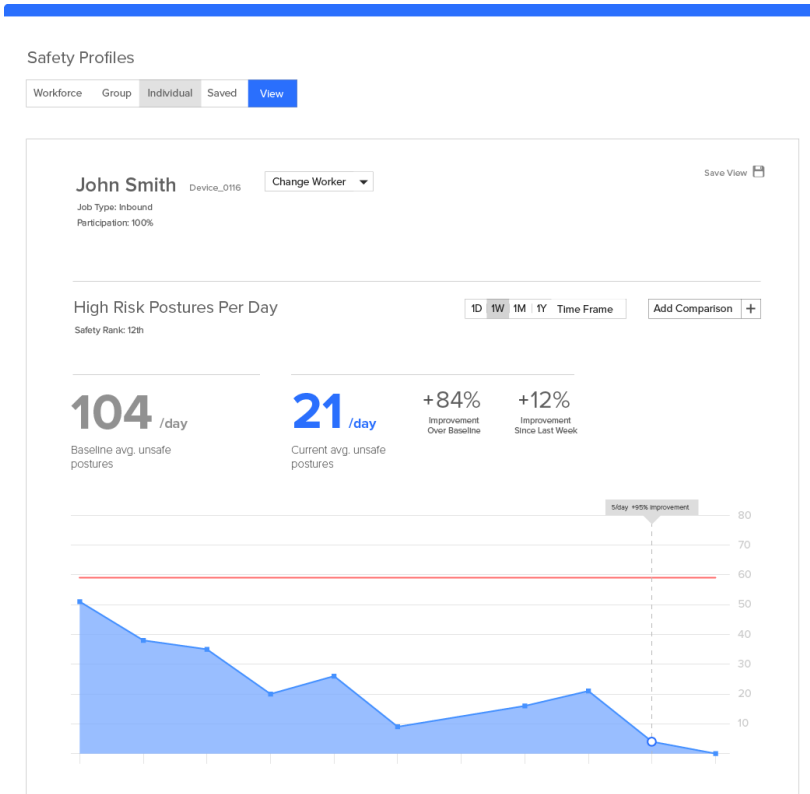 Safety Profiles
Workforce Group Individual Saved View
John Smith Device_0116 Change Worker
Save View
Job Type: Inbound
Participation: 100%
High Risk Postures Per Day
1D 1W 1M 1Y Time Frame
Add Comparison +
Safety Rank: 12th
104 /day
Baseline avg. unsafe
postures
21 /day
Current avg. unsafe
postures
+84%
Improvement
Over Baseline
+12%
Improvement
Since Last Week
5/day +95% improvement
80
70
60
50
40
30
20
10